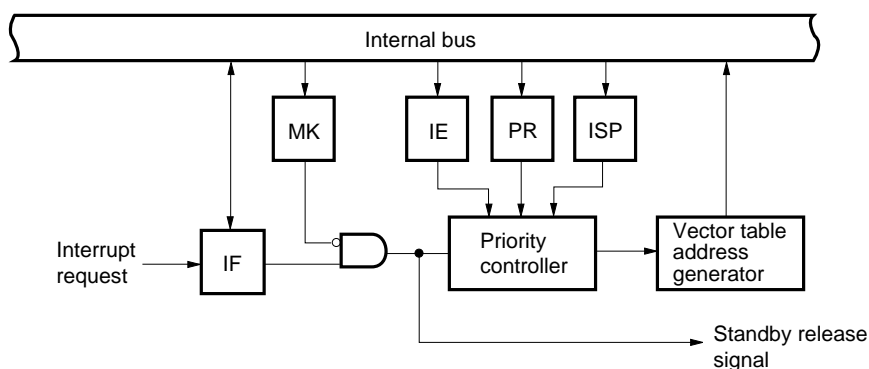 Internal bus
MK
IE
PR
ISP
Interrupt
request
IF
Priority
controller
Vector table
address
generator
Standby release
signal